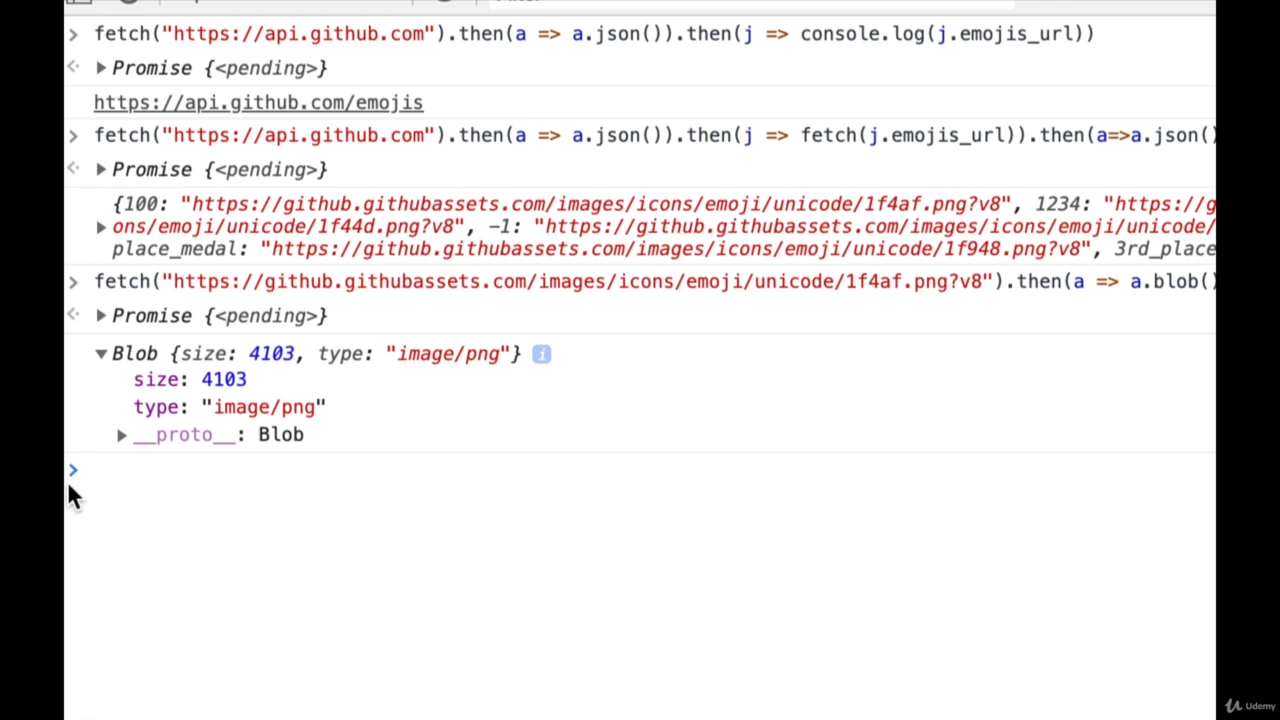 > fetch("https://api.github.com").then(a => a.json()).then(j => console.log(j.emojis_url))
Promise {<pending>}
https://api.github.com/emojis
> fetch("https://api.github.com").then(a => a.json()).then(j => fetch(j.emojis_url)).then(a=>a.json()
Promise {<pending>}
{100: "https://github.githubassets.com/images/icons/emoji/unicode/1f4af.png?v8", 1234: "https://g
ons/emoji/unicode/1f44d.png?v8", −1: "https://github.githubassets.com/images/icons/emoji/unicode/
place_medal: "https://github.githubassets.com/images/icons/emoji/unicode/1f948.png?v8", 3rd_place
> fetch("https://github.githubassets.com/images/icons/emoji/unicode/1f4af.png?v8").then(a => a.blob()
Promise {<pending>}
Blob {size: 4103, type: "image/png"} i
size: 4103
type: "image/png"
__proto__: Blob
>
Udemy